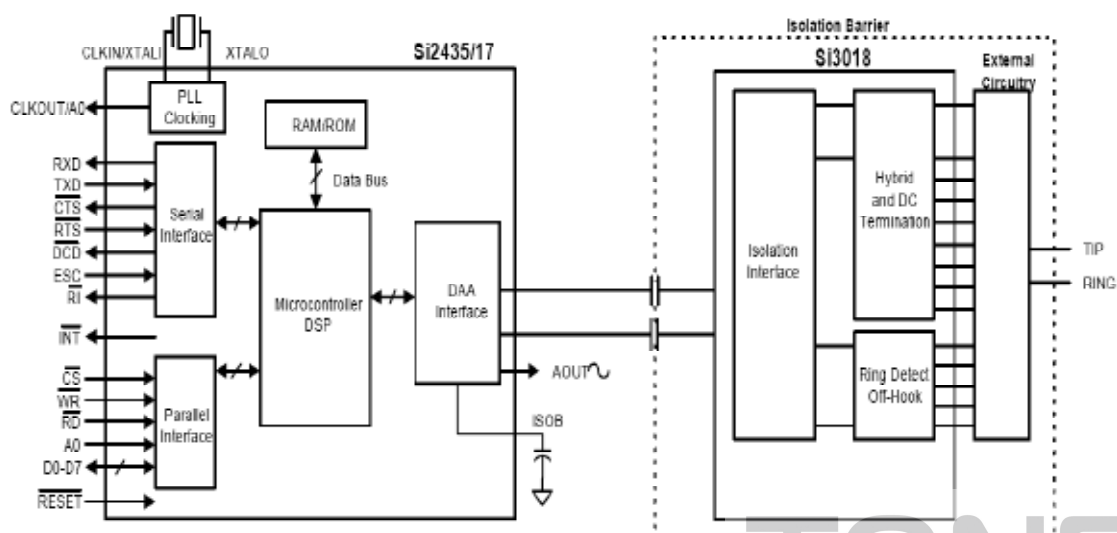 Isolation Barrier
CLKIN/XTALI
XTALO
Si2435/17
Si3018
External
Circuitry
CLKOUT/A0
PLL
Clocking
RAM/ROM
Data Bus
RXD
TXD
CTS
RTS
DCD
ESC
RI
Serial
Interface
Microcontroller
DSP
DAA
Interface
Isolation
Interface
Hybrid
and DC
Termination
TIP
RING
INT
AOUT
Ring Detect
Off-Hook
CS
WR
RD
A0
D0-D7
Parallel
Interface
ISOB
RESET